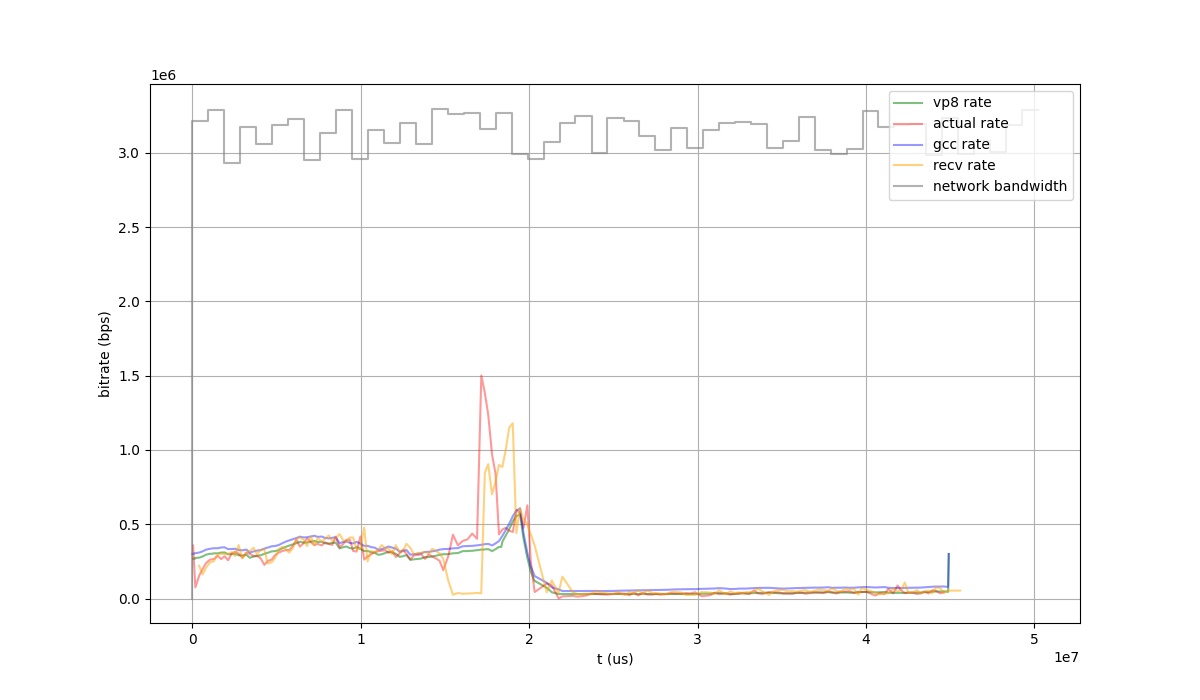 1e6
3.0
2.5
2.0
1.5
1.0
0.5
0.0
bitrate (bps)
vp8 rate
actual rate
gcc rate
recv rate
network bandwidth
0 1 2 3 4 5
t (us)
1e7